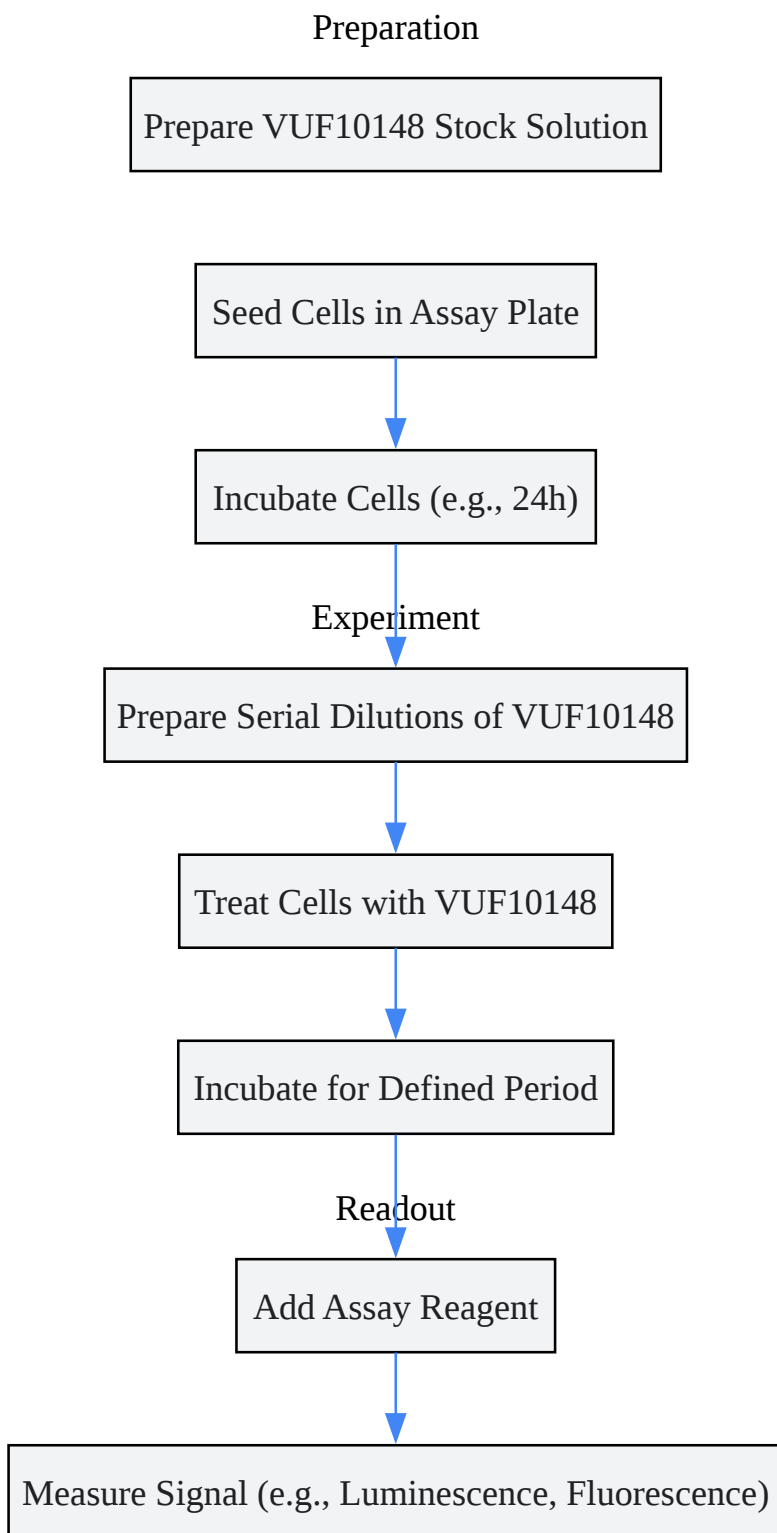 Preparation
Prepare VUF10148 Stock Solution
Seed Cells in Assay Plate
Incubate Cells (e.g., 24h)
Experiment
Prepare Serial Dilutions of VUF10148
Treat Cells with VUF10148
Incubate for Defined Period
Readout
Add Assay Reagent
Measure Signal (e.g., Luminescence, Fluorescence)